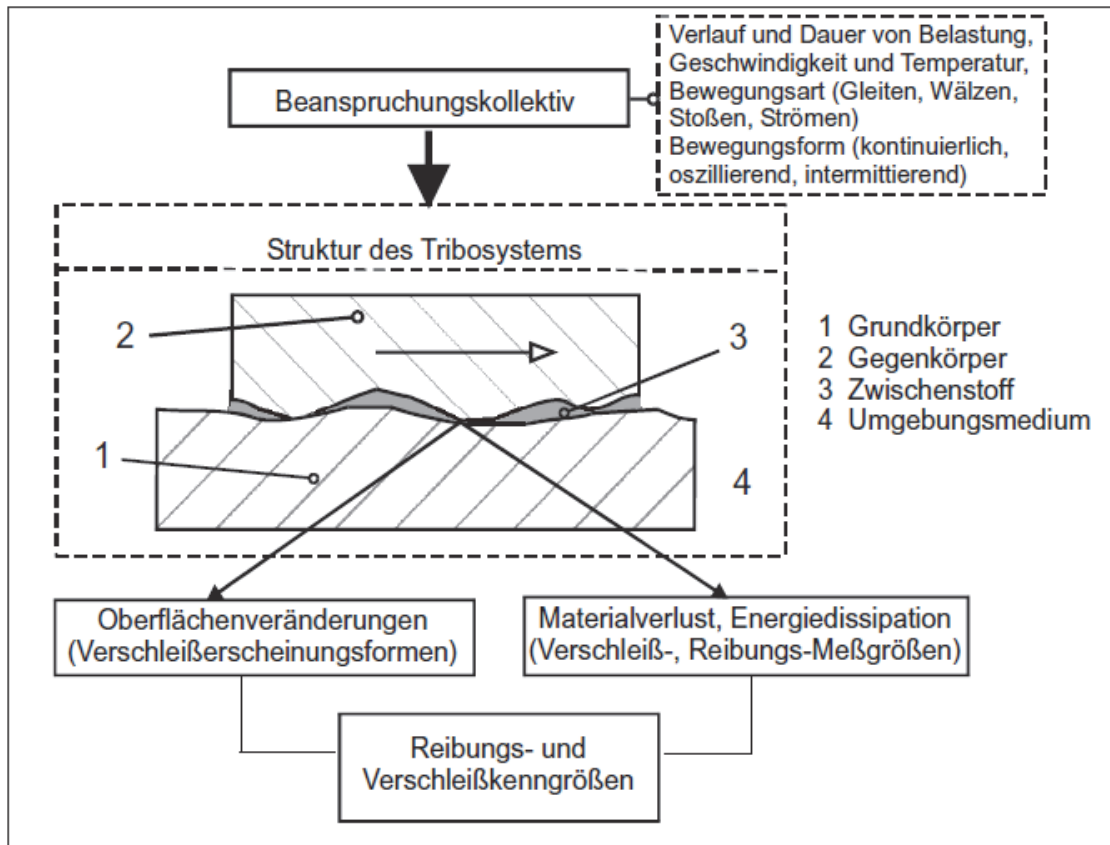 Verlauf und Dauer von Belastung,
Geschwindigkeit und Temperatur,
Bewegungsart (Gleiten, Wälzen,
Stoßen, Strömen)
Bewegungsform (kontinuierlich,
oszillierend, intermittierend)
Beanspruchungskollektiv
Struktur des Tribosystems
2
3
1
4
1 Grundkörper
2 Gegenkörper
3 Zwischenstoff
4 Umgebungsmedium
Oberflächenveränderungen
(Verschleißerscheinungsformen)
Materialverlust, Energiedissipation
(Verschleiß-, Reibungs-Meßgrößen)
Reibungs- und
Verschleißkenngrößen